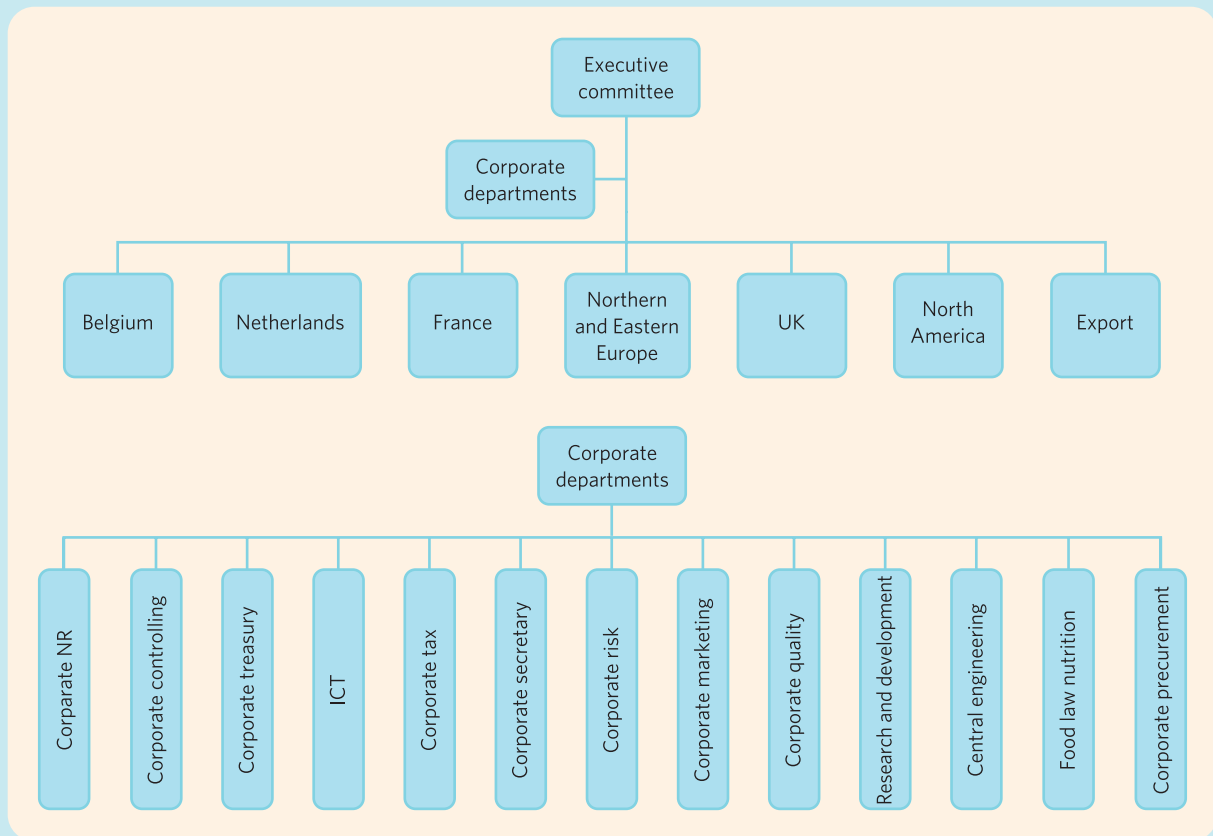 Executive
committee
Corporate
departments
Belgium
Netherlands
France
Northern
and Eastern
Europe
UK
North
America
Export
Corporate
departments
Corparate NR
Corporate controlling
Corporate treasury
ICT
Corporate tax
Corporate secretary
Corporate risk
Corporate marketing
Corporate quality
Research and development
Central engineering
Food law nutrition
Corporate precurement